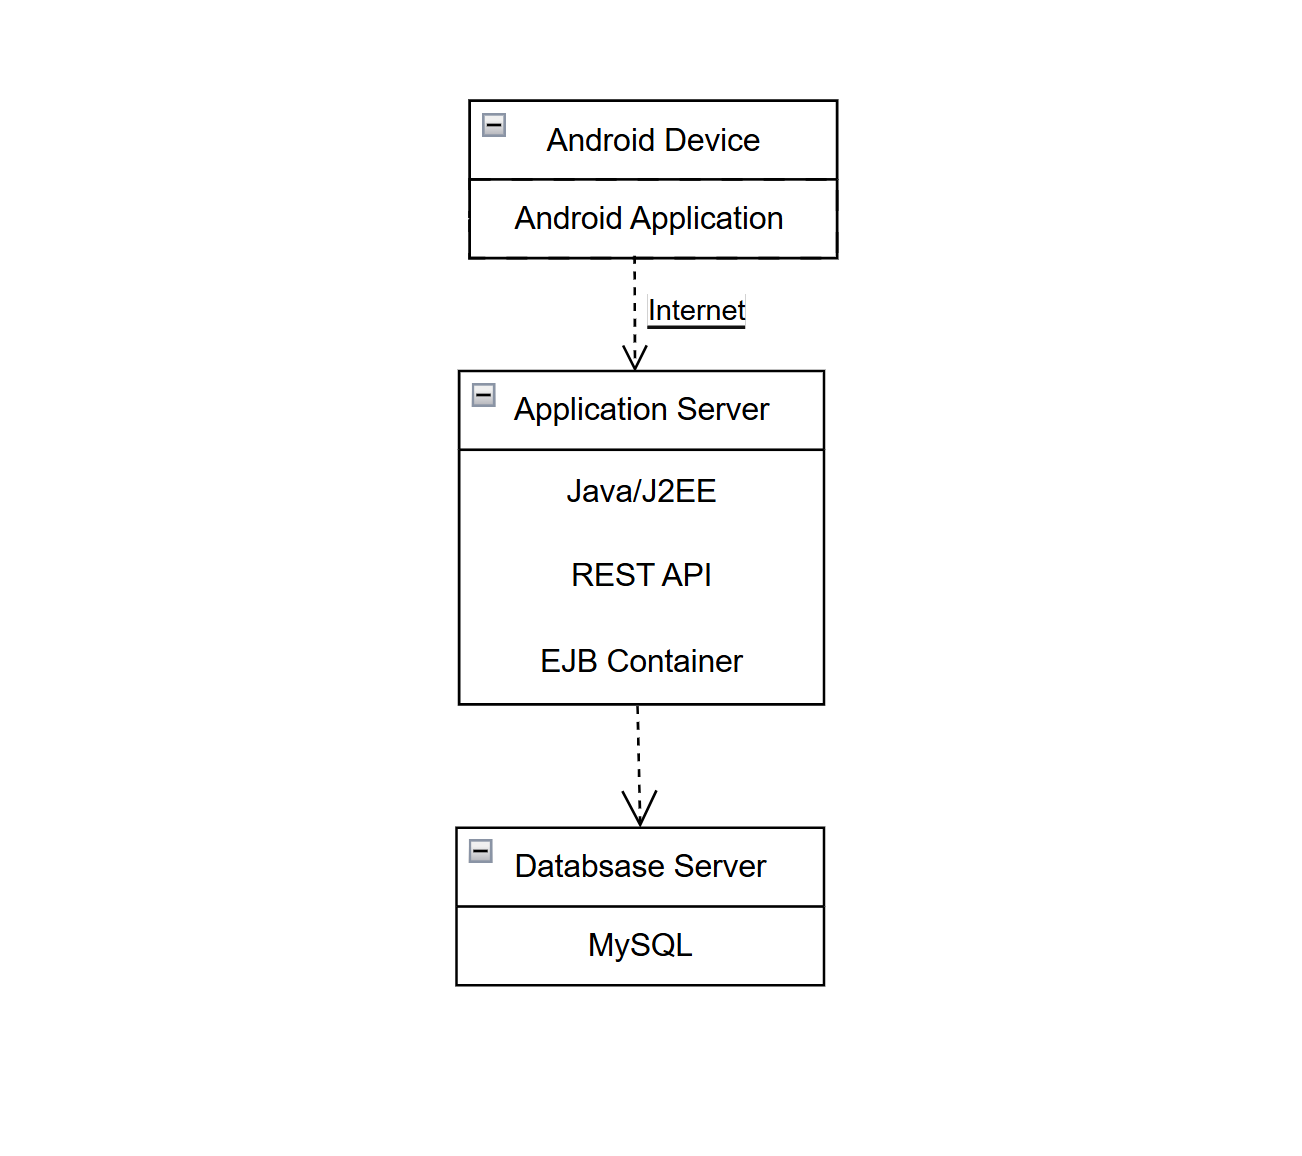 Android Device
Android Application
Internet
Application Server
Java/J2EE
REST API
EJB Container
Databsase Server
MySQL